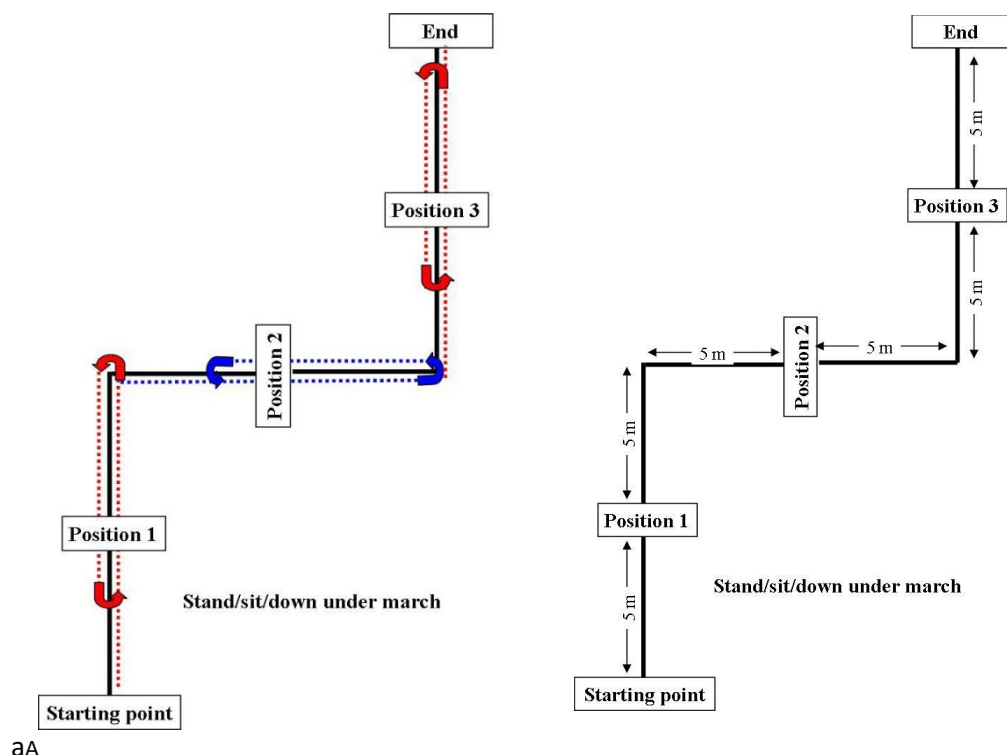 End
Position 3
Position 2
Position 1
Stand/sit/down under march
Starting point
aA
End
5 m
Position 3
5 m
Position 2
5 m
5 m
5 m
Position 1
5 m
Stand/sit/down under march
Starting point